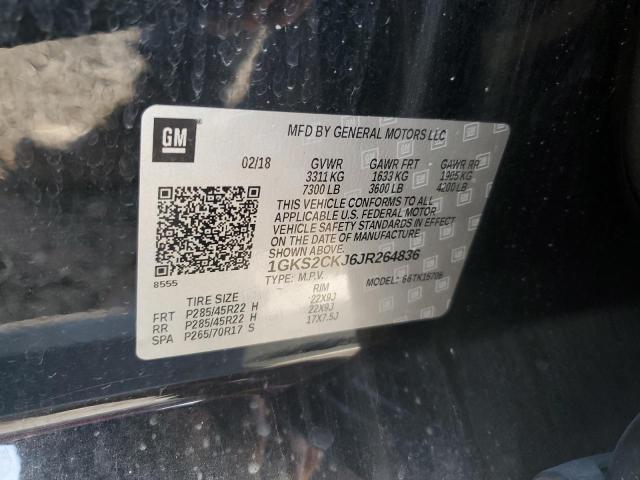 GM
MFD BY GENERAL MOTORS LLC
02/18 GVWR GAWR FRT GAWR RR
3311 KG 1633 KG 1905 KG
7300 LB 3600 LB 4200 LB
THIS VEHICLE CONFORMS TO ALL
APPLICABLE U.S. FEDERAL MOTOR
VEHICLE SAFETY STANDARDS IN
EFFECT ON THE DATE OF MANUFACTURE
SHOWN ABOVE.
1GKS2CKJ6JR264836
8555
TYPE: M.P.V. MODEL: 66TK15706
TIRE SIZE RIM
FRT P285/45R22 H 22X9J
RR P285/45R22 H 22X9J
SPA P265/70R17 S 17X7.5J